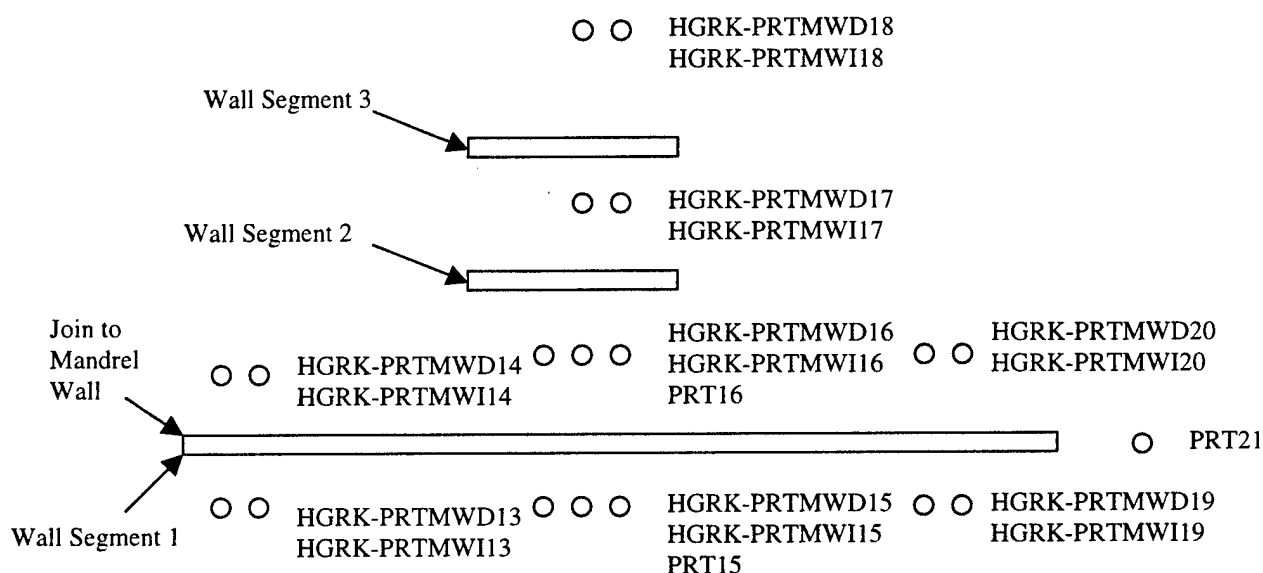 HGRK-PRTMWD18
HGRK-PRTMWI18
Wall Segment 3
HGRK-PRTMWD17
HGRK-PRTMWI17
Wall Segment 2
Join to
Mandrel
Wall
HGRK-PRTMWD14
HGRK-PRTMWI14
HGRK-PRTMWD16
HGRK-PRTMWI16
PRT16
HGRK-PRTMWD20
HGRK-PRTMWI20
PRT21
Wall Segment 1
HGRK-PRTMWD13
HGRK-PRTMWI13
HGRK-PRTMWD15
HGRK-PRTMWI15
PRT15
HGRK-PRTMWD19
HGRK-PRTMWI19